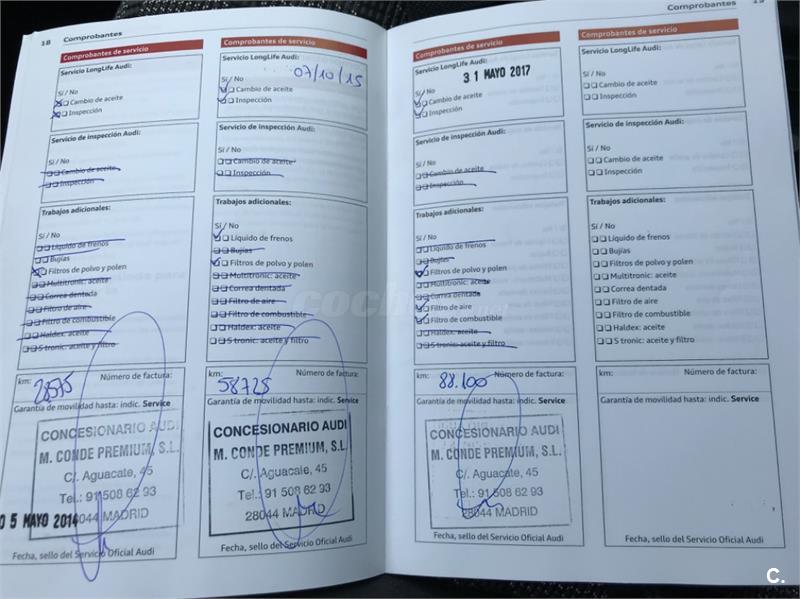 18 Comprobantes
Comprobantes de servicio
Servicio LongLife Audi:
Sí / No
Cambio de aceite
Inspección
Servicio de inspección Audi:
Sí / No
Cambio de aceite
Inspección
Trabajos adicionales:
Sí / No
Líquido de frenos
Bujías
Filtros de polvo y polen
Multitronic: aceite
Correa dentada
Filtro de aire
Filtro de combustible
Haldex: aceite
S tronic: aceite y filtro
km: 28575 Número de factura:
Garantía de movilidad hasta: indic. Service
CONCESIONARIO AUDI
M. CONDE PREMIUM, S.L.
C/. Aguacate, 45
Tel.: 91 508 62 93
28044 MADRID
0 5 MAYO 2014
Fecha, sello del Servicio Oficial Audi
Comprobantes de servicio
Servicio LongLife Audi:
07/10/15
Sí / No
Cambio de aceite
Inspección
Servicio de inspección Audi:
Sí / No
Cambio de aceite
Inspección
Trabajos adicionales:
Sí / No
Líquido de frenos
Bujías
Filtros de polvo y polen
Multitronic: aceite
Correa dentada
Filtro de aire
Filtro de combustible
Haldex: aceite
S tronic: aceite y filtro
km: 58725 Número de factura:
Garantía de movilidad hasta: indic. Service
CONCESIONARIO AUDI
M. CONDE PREMIUM, S.L.
C/. Aguacate, 45
Tel.: 91 508 62 93
28044 MADRID
Fecha, sello del Servicio Oficial Audi
Comprobantes 19
Comprobantes de servicio
Servicio LongLife Audi:
31 MAYO 2017
Sí / No
Cambio de aceite
Inspección
Servicio de inspección Audi:
Sí / No
Cambio de aceite
Inspección
Trabajos adicionales:
Sí / No
Líquido de frenos
Bujías
Filtros de polvo y polen
Multitronic: aceite
Correa dentada
Filtro de aire
Filtro de combustible
Haldex: aceite
S tronic: aceite y filtro
km: 88.100 Número de factura:
Garantía de movilidad hasta: indic. Service
CONCESIONARIO AUDI
M. CONDE PREMIUM, S.L.
C/. Aguacate, 45
Tel.: 91 508 62 93
28044 MADRID
Fecha, sello del Servicio Oficial Audi
Comprobantes de servicio
Servicio LongLife Audi:
Sí / No
Cambio de aceite
Inspección
Servicio de inspección Audi:
Sí / No
Cambio de aceite
Inspección
Trabajos adicionales:
Sí / No
Líquido de frenos
Bujías
Filtros de polvo y polen
Multitronic: aceite
Correa dentada
Filtro de aire
Filtro de combustible
Haldex: aceite
S tronic: aceite y filtro
km: Número de factura:
Garantía de movilidad hasta: indic. Service
Fecha, sello del Servicio Oficial Audi
C.